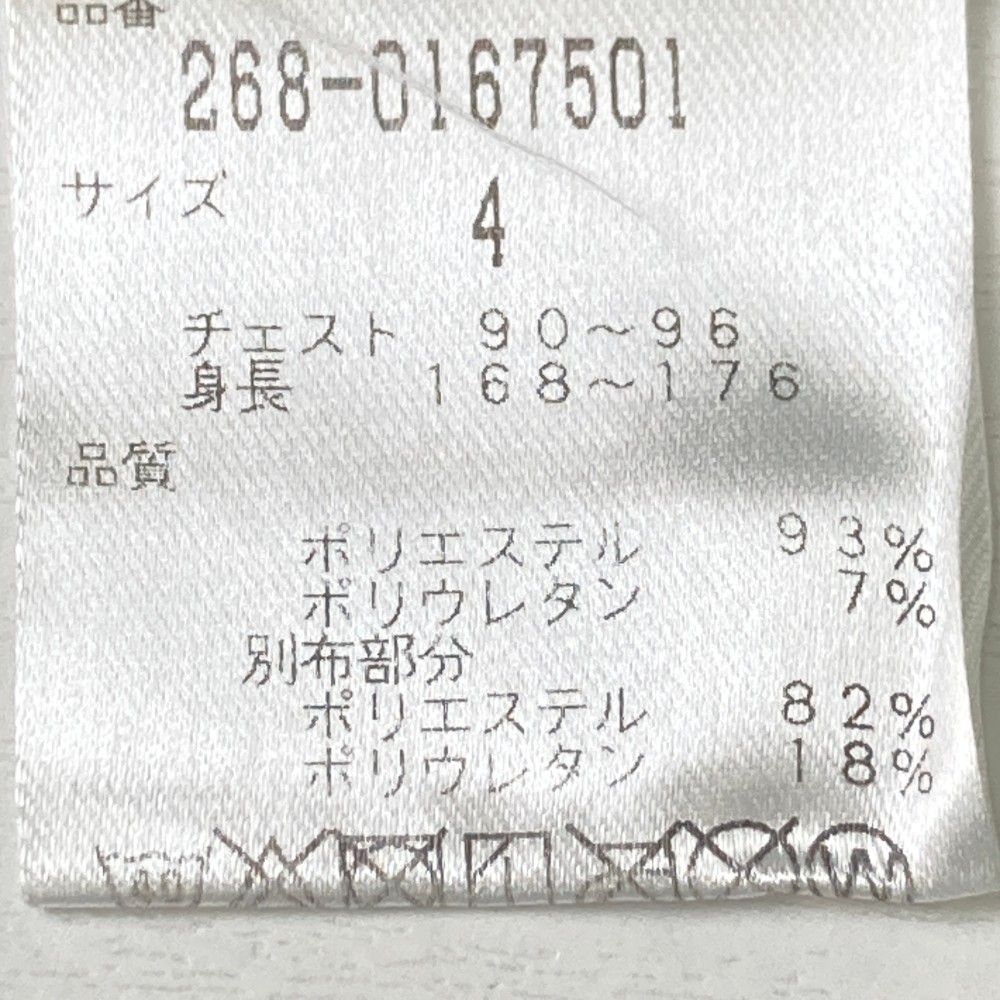 品番
268-0167501
サイズ 4
チェスト 90~96
身長 168~176
品質
ポリエステル 93%
ポリウレタン 7%
別布部分
ポリエステル 82%
ポリウレタン 18%